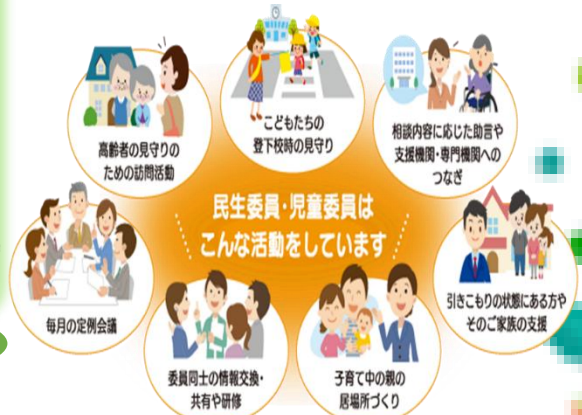 民生委員・児童委員は
こんな活動をしています
高齢者の見守りの
ための訪問活動
こどもたちの
登下校時の見守り
相談内容に応じた助言や
支援機関・専門機関への
つなぎ
引きこもりの状態にある方や
そのご家族の支援
子育て中の親の
居場所づくり
委員同士の情報交換・
共有や研修
毎月の定例会議